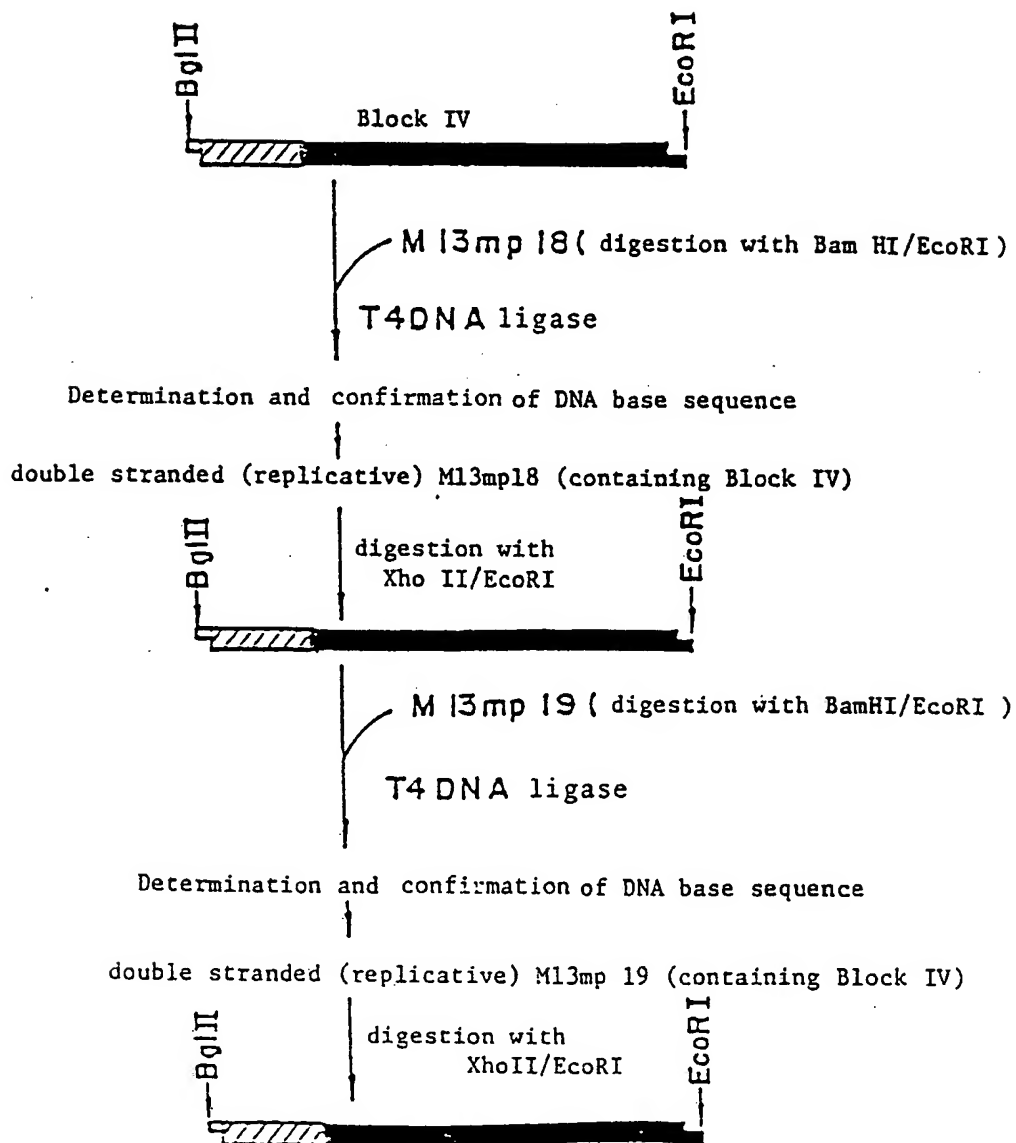 BglII
EcoRI
Block IV
M13mp18 ( digestion with Bam HI/EcoRI )
T4DNA ligase
Determination and confirmation of DNA base sequence
double stranded (replicative) M13mp18 (containing Block IV)
BglII
EcoRI
digestion with
Xho II/EcoRI
M13mp 19 ( digestion with BamHI/EcoRI )
T4 DNA ligase
Determination and confirmation of DNA base sequence
double stranded (replicative) M13mp 19 (containing Block IV)
BglII
EcoRI
digestion with
XhoII/EcoRI